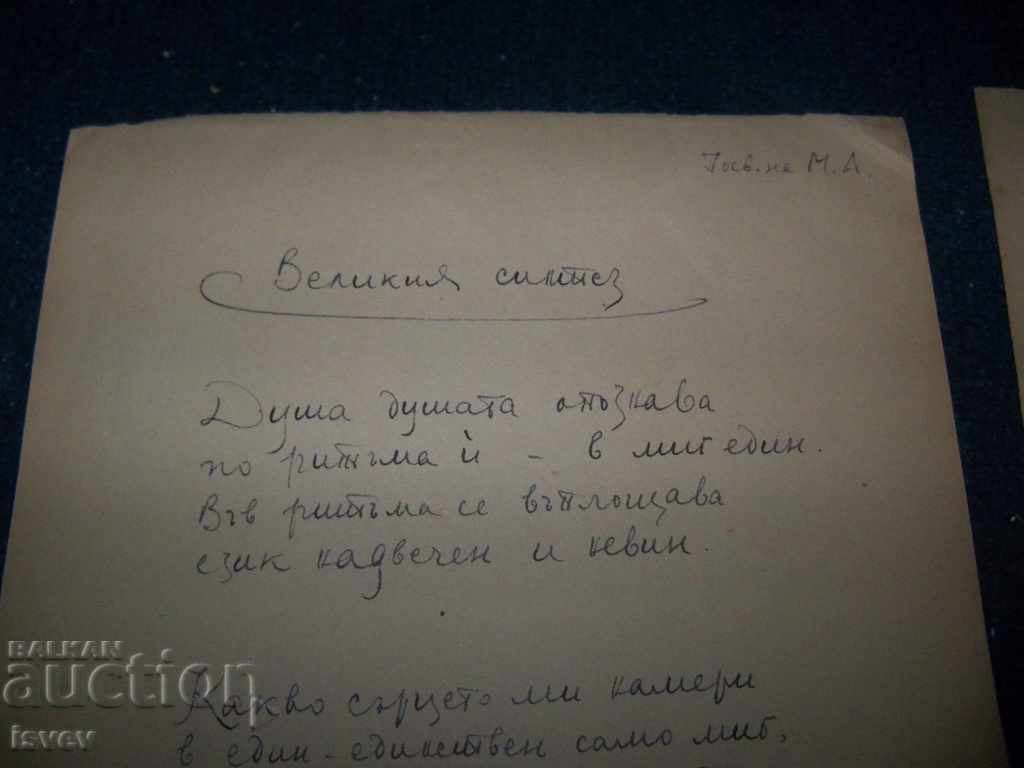 Посв. на М. Л.
Великия синтез
Душа душата опознава
по ритъма ѝ - в миг един.
Във ритъма се въплощава
език надвечен и невин.
Какво сърцето ми намери
в един-единствен само миг,
BALKAN
auction
isvev